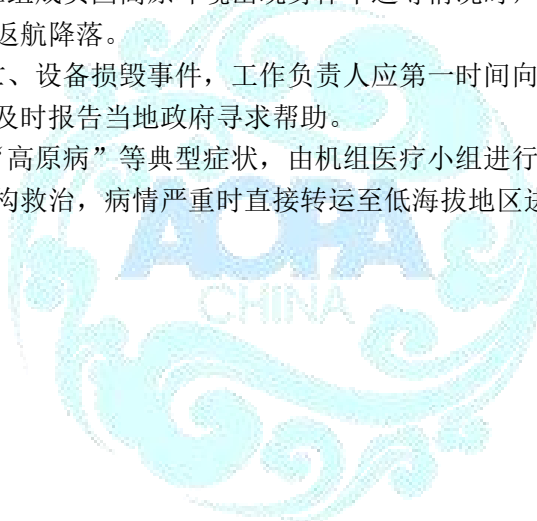 返航降落。
、设备损毁事件，工作负责人应第一时间向
及时报告当地政府寻求帮助。
“高原病”等典型症状，由机组医疗小组进行
构救治，病情严重时直接转运至低海拔地区进
AOPA
CHINA